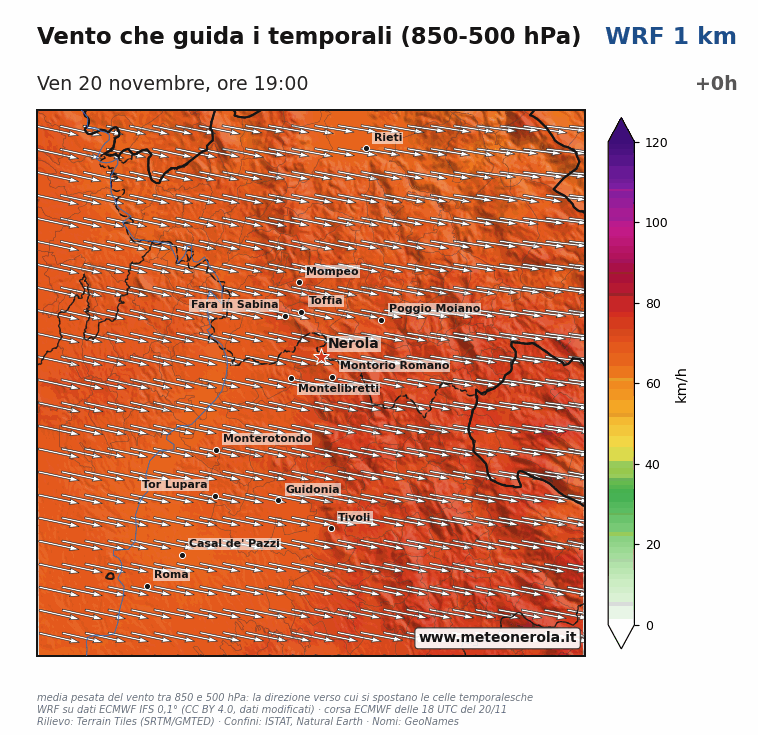 Vento che guida i temporali (850-500 hPa) WRF 1 km
Ven 20 novembre, ore 19:00 +0h
Rieti
Mompeo
Fara in Sabina
Toffia
Poggio Moiano
Nerola
Montorio Romano
Montelibretti
Monterotondo
Tor Lupara
Guidonia
Tivoli
Casal de' Pazzi
Roma
www.meteonerola.it
120
100
80
60
40
20
0
km/h
media pesata del vento tra 850 e 500 hPa: la direzione verso cui si spostano le celle temporalesche
WRF su dati ECMWF IFS 0,1° (CC BY 4.0, dati modificati) · corsa ECMWF delle 18 UTC del 20/11
Rilievo: Terrain Tiles (SRTM/GMTED) · Confini: ISTAT, Natural Earth · Nomi: GeoNames